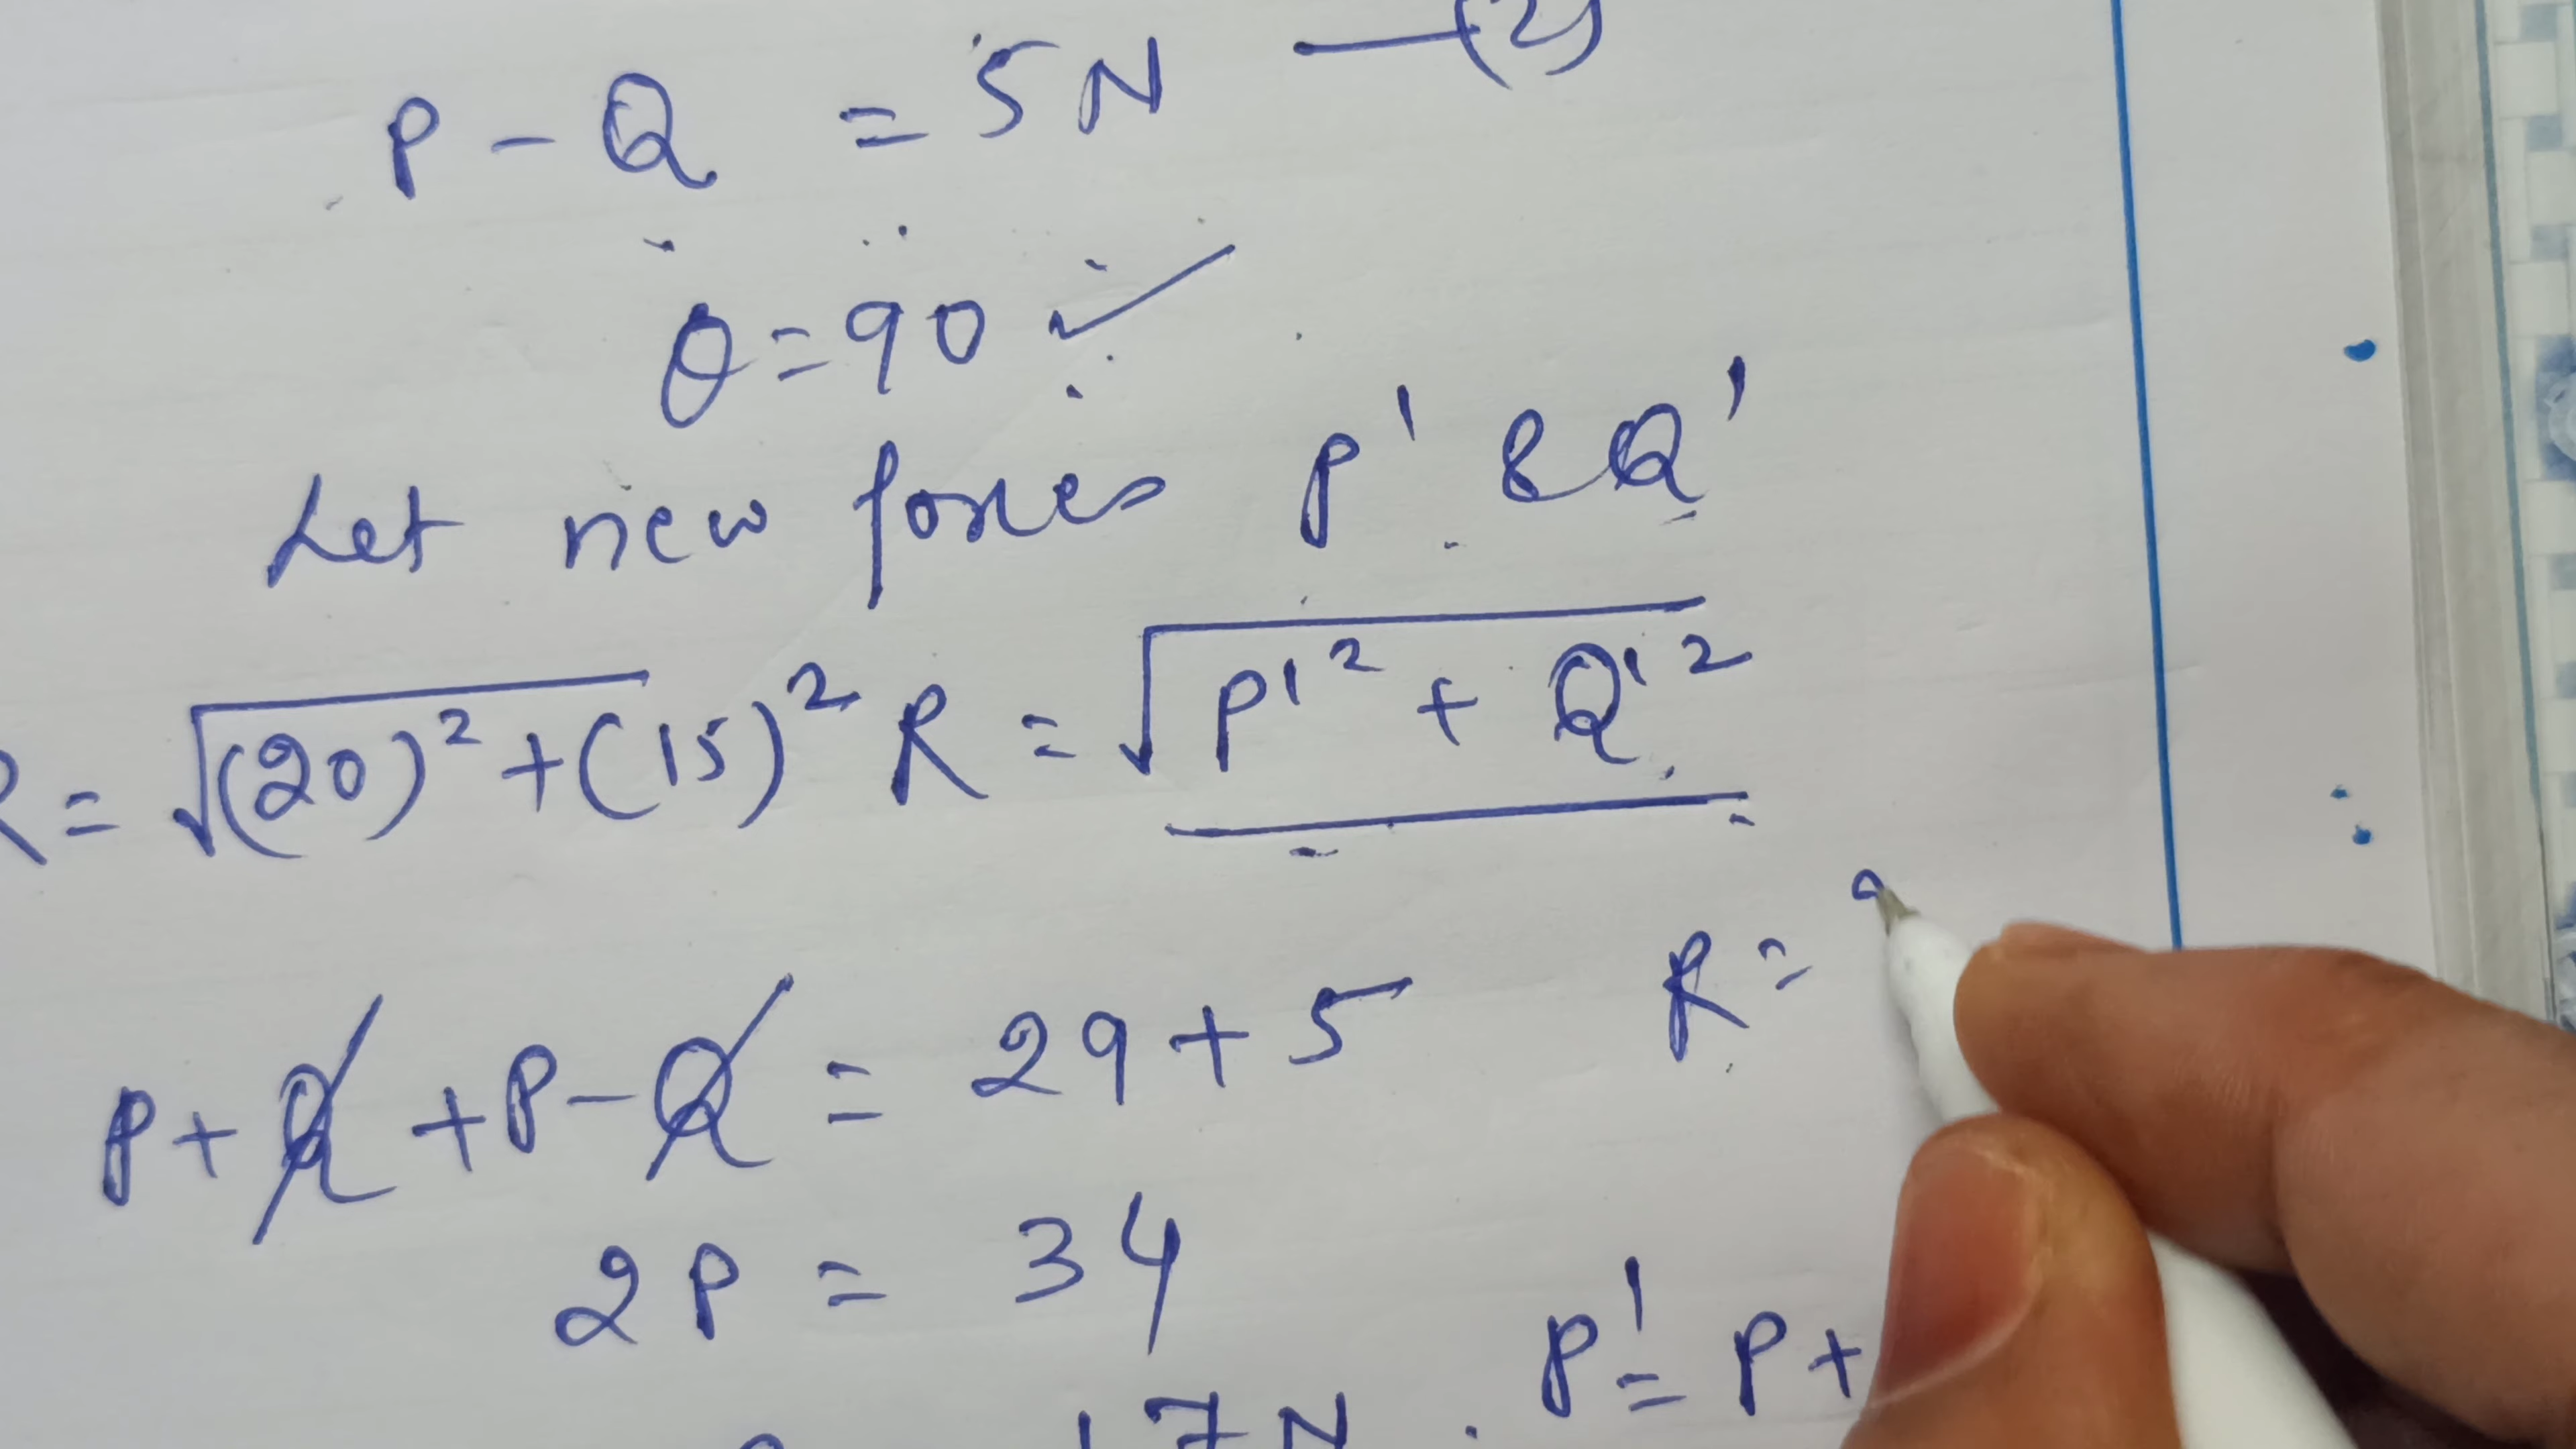 P - Q = 5N —(2)
θ = 90 ✓
Let new forces P' & Q'
R = √(20)² + (15)² R = √P'² + Q'²
R =
P + Q + P - Q = 29 + 5
2P = 34
P' = P +
17N